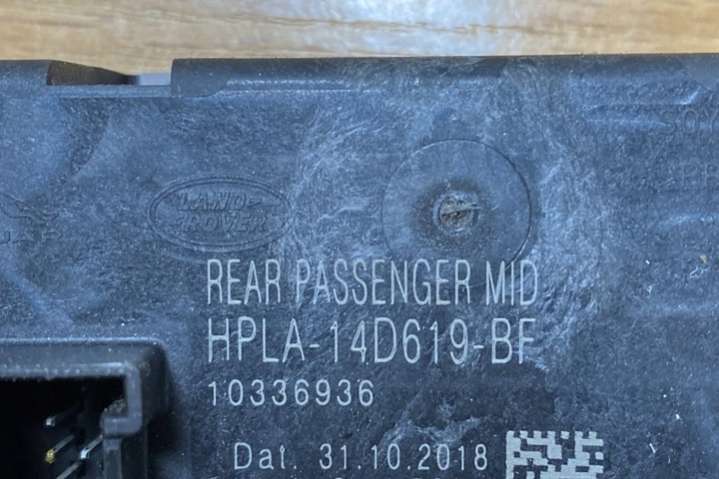 LAND
ROVER
REAR PASSENGER MID
HPLA-14D619-BF
10336936
Dat. 31.10.2018